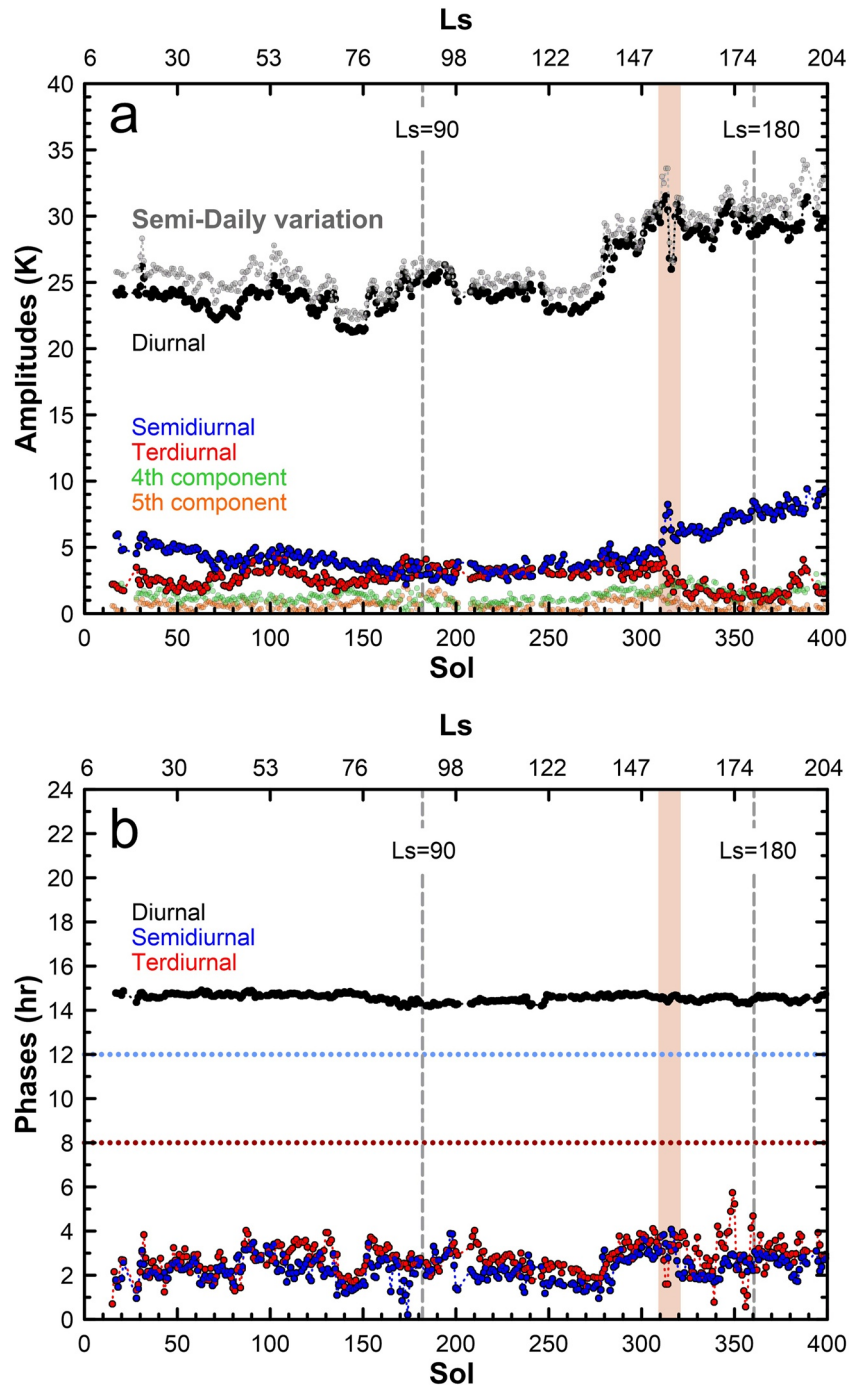 Ls
6 30 53 76 98 122 147 174 204
40
a
35
Ls=90 Ls=180
30
Semi-Daily variation
25
20
Diurnal
Amplitudes (K)
15
Semidiurnal
Terdiurnal
10
4th component
5th component
5
0
0 50 100 150 200 250 300 350 400
Sol
Ls
6 30 53 76 98 122 147 174 204
24
b
22
Ls=90 Ls=180
20
18
Diurnal
Semidiurnal
Terdiurnal
16
14
12
Phases (hr)
10
8
6
4
2
0
0 50 100 150 200 250 300 350 400
Sol